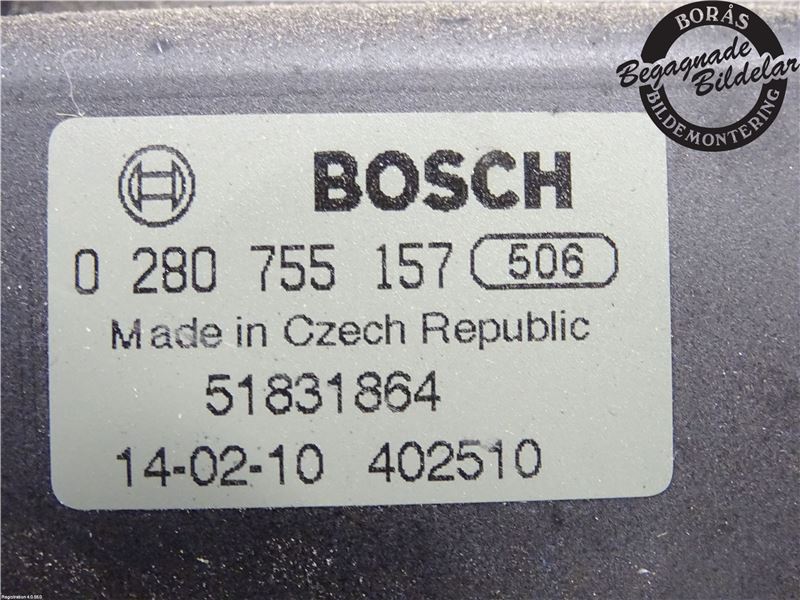 BORÅS
Begagnade
Bildelar
BILDEMONTERING
BOSCH
0 280 755 157 506
Made in Czech Republic
51831864
14-02-10 402510